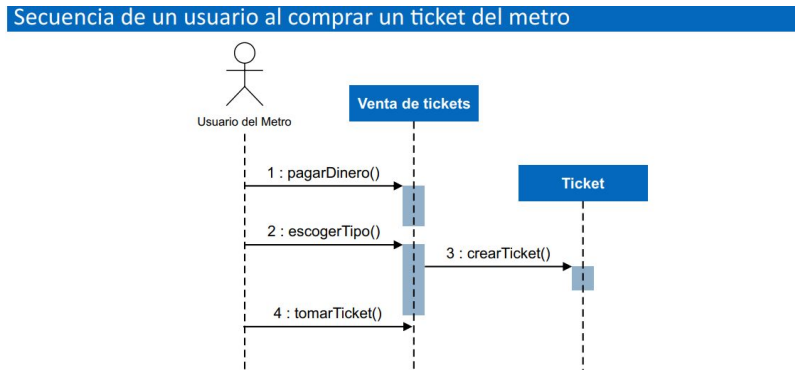 Secuencia de un usuario al comprar un ticket del metro
Usuario del Metro
Venta de tickets
1 : pagarDinero()
Ticket
2 : escogerTipo()
3 : crearTicket()
4 : tomarTicket()